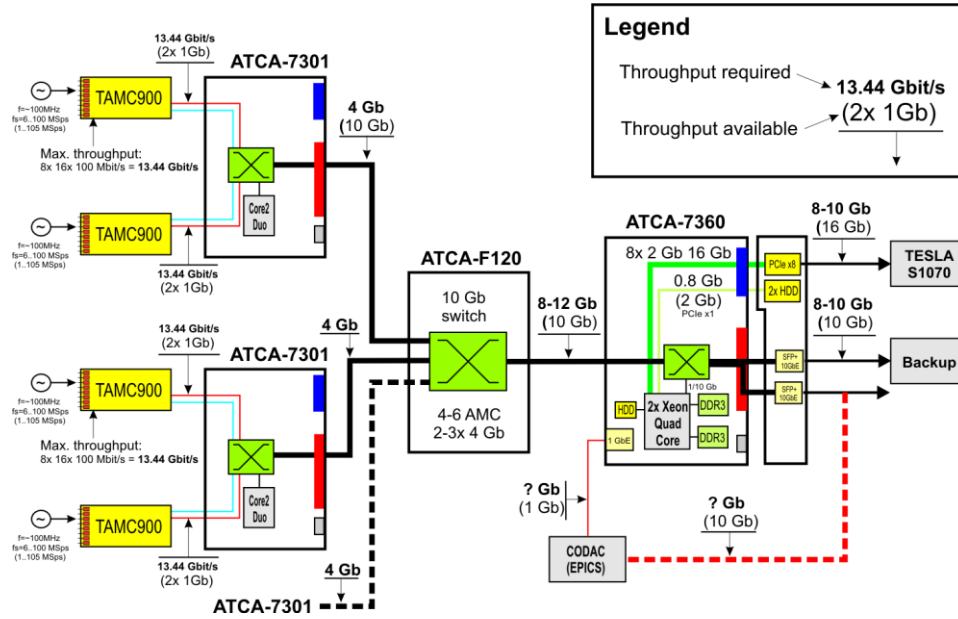 Legend
Throughput required
13.44 Gbit/s
(2x 1Gb)
Throughput available
13.44 Gbit/s
(2x 1Gb)
ATCA-7301
TAMC900
f=~100MHz
fs=6..100 MSps
(1..105 MSps)
Max. throughput:
8x 16x 100 Mbit/s = 13.44 Gbit/s
4 Gb
(10 Gb)
Core2
Duo
TAMC900
f=~100MHz
fs=6..100 MSps
(1..105 MSps)
13.44 Gbit/s
(2x 1Gb)
13.44 Gbit/s
(2x 1Gb)
ATCA-7301
TAMC900
f=~100MHz
fs=6..100 MSps
(1..105 MSps)
Max. throughput:
8x 16x 100 Mbit/s = 13.44 Gbit/s
4 Gb
Core2
Duo
TAMC900
f=~100MHz
fs=6..100 MSps
(1..105 MSps)
13.44 Gbit/s
(2x 1Gb)
ATCA-7301
4 Gb
ATCA-F120
10 Gb
switch
4-6 AMC
2-3x 4 Gb
8-12 Gb
(10 Gb)
ATCA-7360
8x 2 Gb 16 Gb
0.8 Gb
(2 Gb)
PCIe x1
1/10 Gb
HDD
2x Xeon
Quad
Core
DDR3
DDR3
1 GbE
PCIe x8
2x HDD
SFP+
10GbE
SFP+
10GbE
8-10 Gb
(16 Gb)
TESLA
S1070
8-10 Gb
(10 Gb)
Backup
? Gb
(1 Gb)
? Gb
(10 Gb)
CODAC
(EPICS)